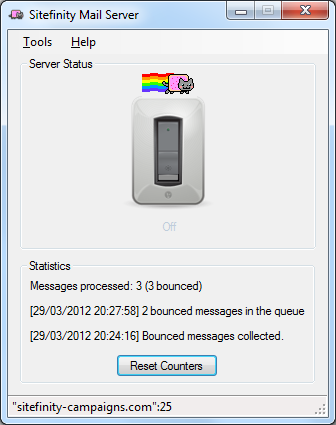 Sitefinity Mail Server
Tools Help
Server Status
Off
Statistics
Messages processed: 3 (3 bounced)
[29/03/2012 20:27:58] 2 bounced messages in the queue
[29/03/2012 20:24:16] Bounced messages collected.
Reset Counters
"sitefinity-campaigns.com":25